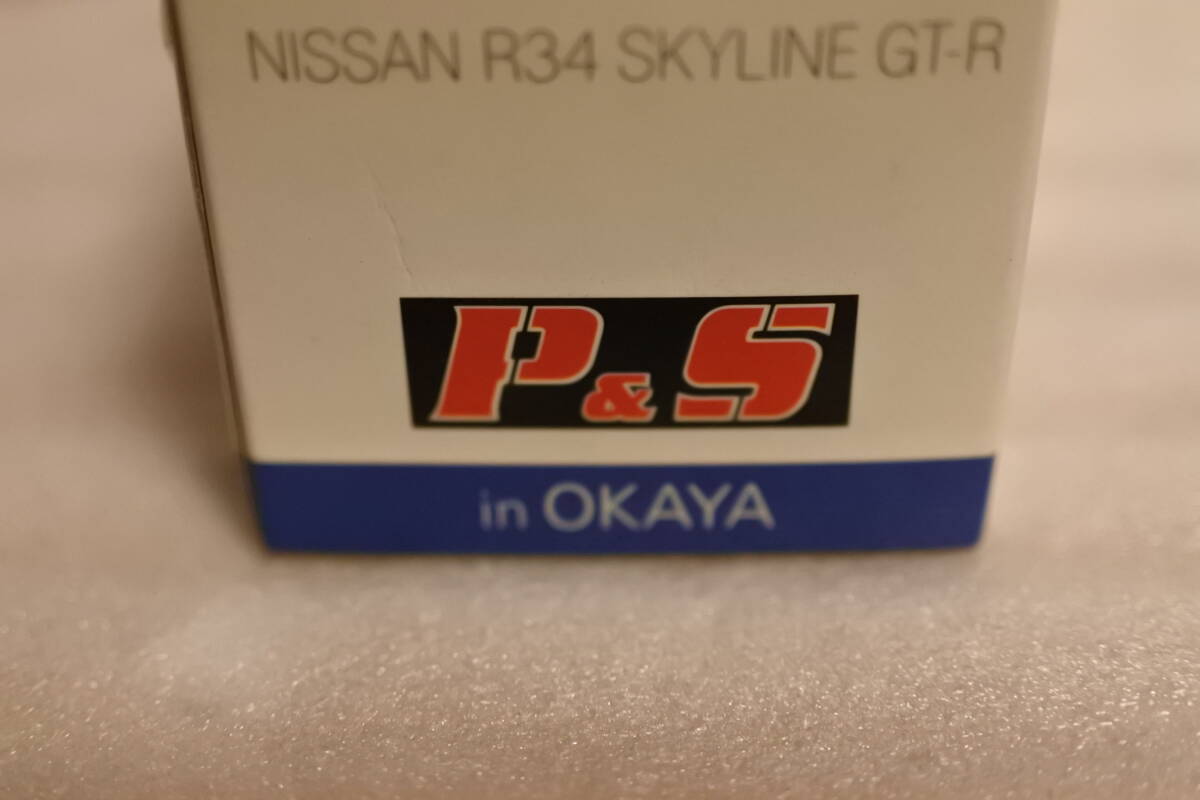 NISSAN R34 SKYLINE GT-R
P&S
in OKAYA